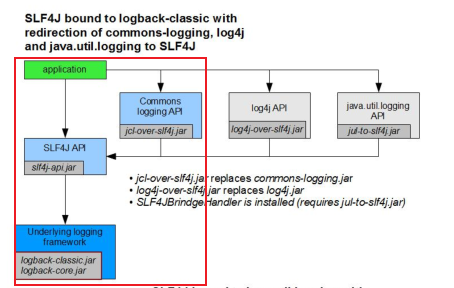 SLF4J bound to logback-classic with
redirection of commons-logging, log4j
and java.util.logging to SLF4J
application
Commons
logging API
jcl-over-slf4j.jar
log4j API
log4j-over-slf4j.jar
java.util.logging
API
jul-to-slf4j.jar
SLF4J API
slf4j-api.jar
• jcl-over-slf4j.jar replaces commons-logging.jar
• log4j-over-slf4j.jar replaces log4j.jar
• SLF4JBrindgeHandler is installed (requires jul-to-slf4j.jar)
Underlying logging
framework
logback-classic.jar
logback-core.jar